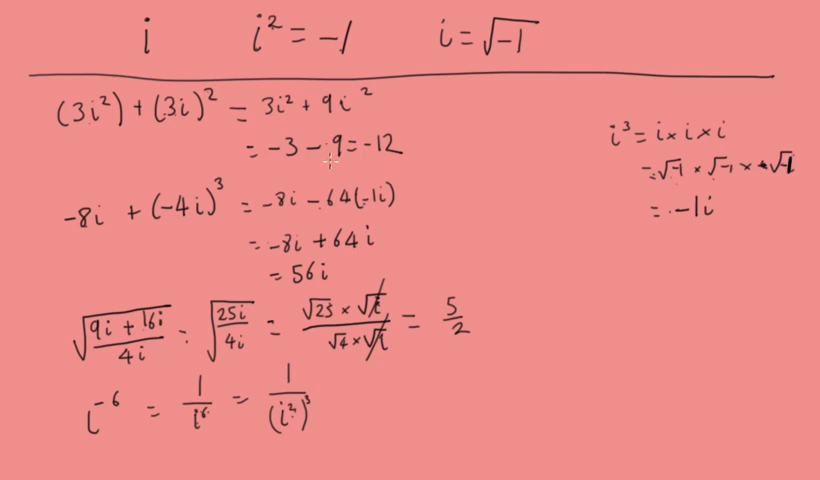 i i² = -1 i = √-1
(3i²) + (3i)² = 3i² + 9i²
= -3 - 9 = -12
-8i + (-4i)³ = -8i - 64(-1i)
= -8i + 64i
= 56i
√((9i + 16i)/4i) = √(25i/4i) = (√25 × √i)/(√4 × √i) = 5/2
i⁻⁶ = 1/i⁶ = 1/(i²)³
i³ = i × i × i
= √-1 × √-1 × √-1
= -1i